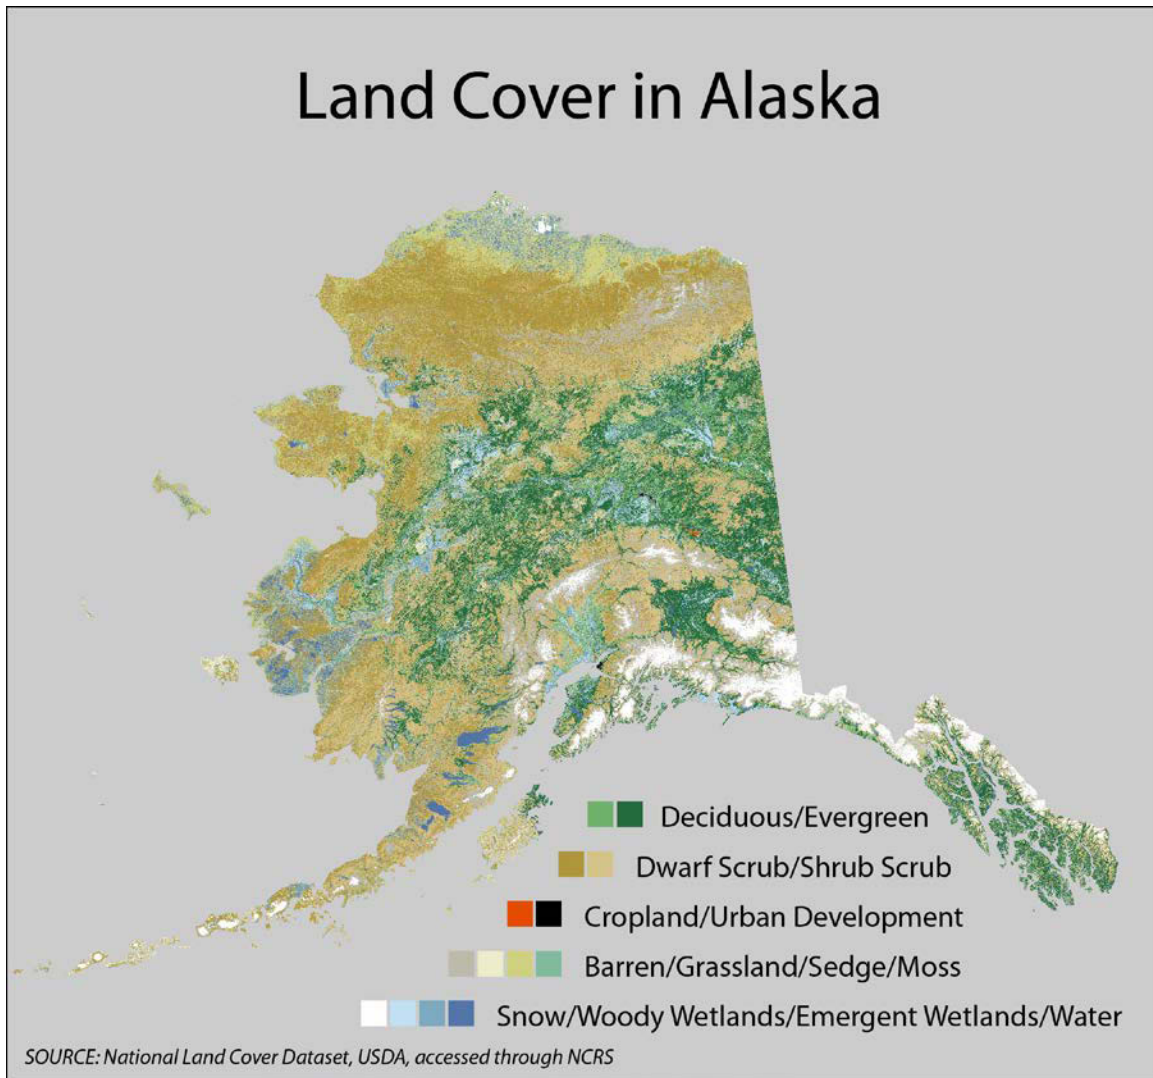 Land Cover in Alaska
Deciduous/Evergreen
Dwarf Scrub/Shrub Scrub
Cropland/Urban Development
Barren/Grassland/Sedge/Moss
Snow/Woody Wetlands/Emergent Wetlands/Water
SOURCE: National Land Cover Dataset, USDA, accessed through NCRS